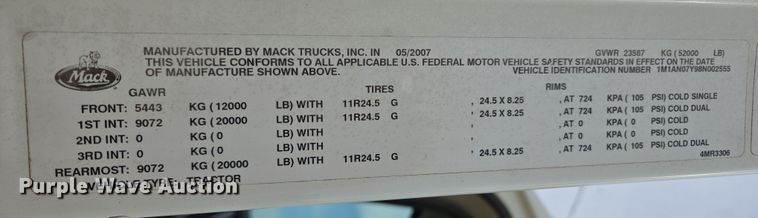 MANUFACTURED BY MACK TRUCKS, INC. IN 05/2007 GVWR 23587 KG (52000 LB)
THIS VEHICLE CONFORMS TO ALL APPLICABLE U.S. FEDERAL MOTOR VEHICLE SAFETY STANDARDS IN EFFECT ON THE DATE
OF MANUFACTURE SHOWN ABOVE. VEHICLE IDENTIFICATION NUMBER 1M1AN07Y98N002555
Mack
GAWR TIRES RIMS
FRONT: 5443 KG (12000 LB) WITH 11R24.5 G , 24.5 X 8.25 , AT 724 KPA ( 105 PSI) COLD SINGLE
1ST INT: 9072 KG (20000 LB) WITH 11R24.5 G , 24.5 X 8.25 , AT 724 KPA ( 105 PSI) COLD DUAL
2ND INT: 0 KG ( 0 LB) WITH , , AT 0 KPA ( 0 PSI) COLD
3RD INT: 0 KG ( 0 LB) WITH , , AT 0 KPA ( 0 PSI) COLD
REARMOST: 9072 KG (20000 LB) WITH 11R24.5 G , 24.5 X 8.25 , AT 724 KPA ( 105 PSI) COLD DUAL
TYPE: TRACTOR 4MR3306
Purple Wave Auction